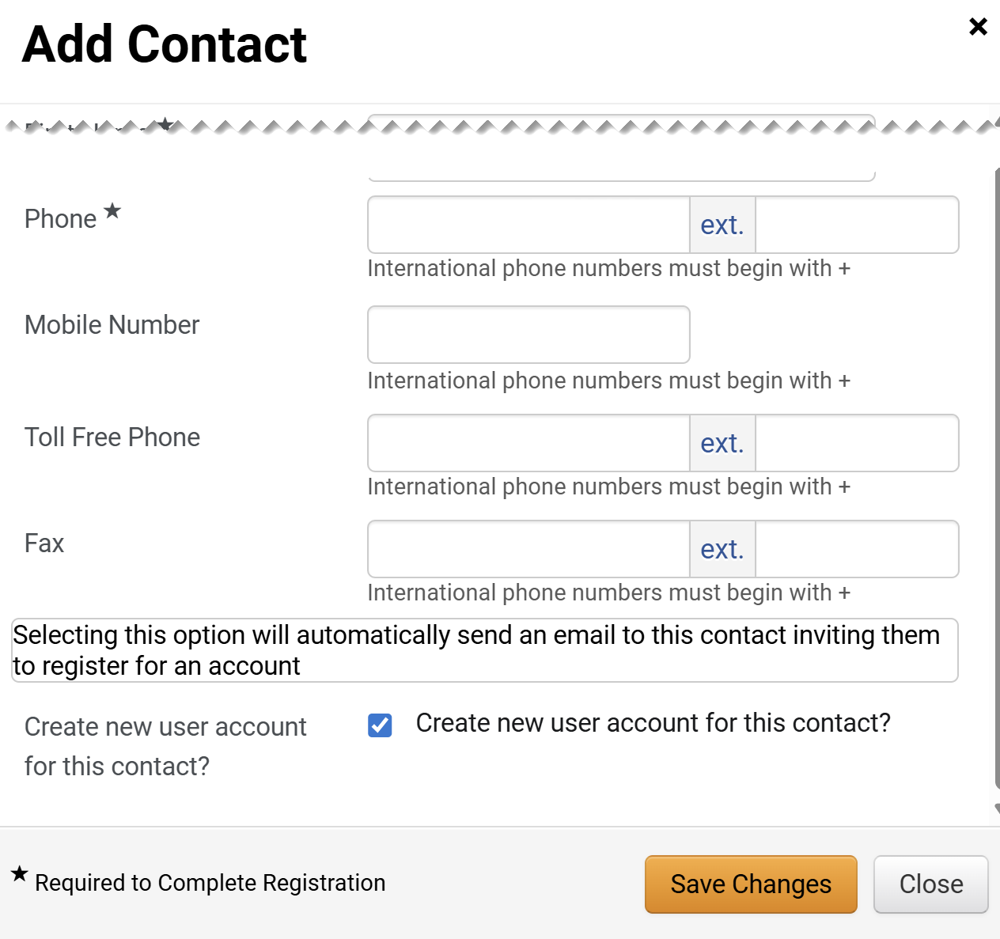 Add Contact
Phone ★
ext.
International phone numbers must begin with +
Mobile Number
International phone numbers must begin with +
Toll Free Phone
ext.
International phone numbers must begin with +
Fax
ext.
International phone numbers must begin with +
Selecting this option will automatically send an email to this contact inviting them
to register for an account
Create new user account
for this contact?
Create new user account for this contact?
★ Required to Complete Registration
Save Changes
Close